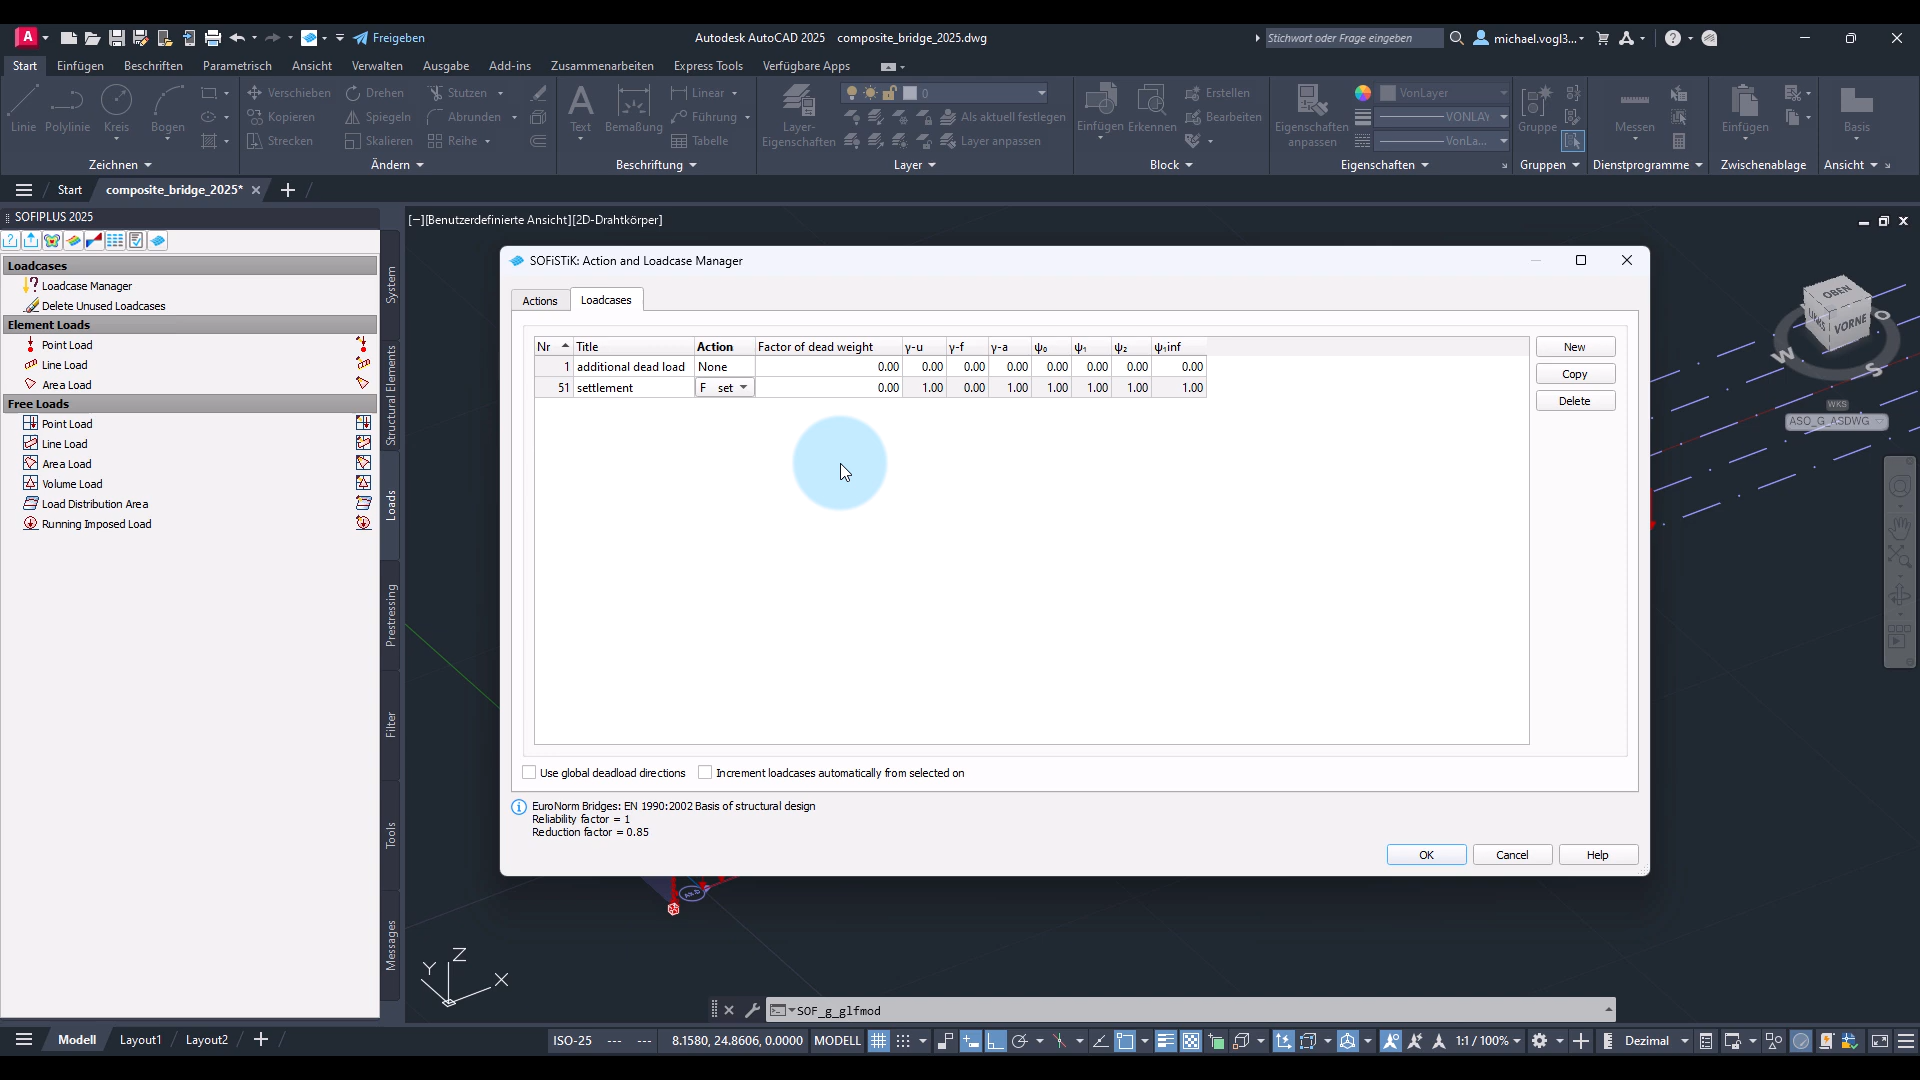 Freigeben
Autodesk AutoCAD 2025 composite_bridge_2025.dwg
Stichwort oder Frage eingeben
michael.vogl3...
Start Einfügen Beschriften Parametrisch Ansicht Verwalten Ausgabe Add-ins Zusammenarbeiten Express Tools Verfügbare Apps
Linie Polylinie Kreis Bogen
Verschieben Drehen Stutzen
Kopieren Spiegeln Abrunden
Strecken Skalieren Reihe
Text Bemaßung
Linear
Führung
Tabelle
Layer-
Eigenschaften
0
Als aktuell festlegen
Layer anpassen
Einfügen Erkennen
Erstellen
Bearbeiten
Eigenschaften
anpassen
VonLayer
VONLAY
VonLa...
Gruppe
Messen
Einfügen
Basis
Zeichnen Ändern Beschriftung Layer Block Eigenschaften Gruppen Dienstprogramme Zwischenablage Ansicht
Start composite_bridge_2025*
SOFIPLUS 2025
Loadcases
Loadcase Manager
Delete Unused Loadcases
Element Loads
Point Load
Line Load
Area Load
Free Loads
Point Load
Line Load
Area Load
Volume Load
Load Distribution Area
Running Imposed Load
System
Structural Elements
Loads
Prestressing
Filter
Tools
Messages
[−][Benutzerdefinierte Ansicht][2D-Drahtkörper]
SOFiSTiK: Action and Loadcase Manager
Actions Loadcases
Nr Title Action Factor of dead weight γ-u γ-f γ-a ψ₀ ψ₁ ψ₂ ψ₁inf
1 additional dead load None 0.00 0.00 0.00 0.00 0.00 0.00 0.00 0.00
51 settlement F set 0.00 1.00 0.00 1.00 1.00 1.00 1.00 1.00
New
Copy
Delete
Use global deadload directions Increment loadcases automatically from selected on
EuroNorm Bridges: EN 1990:2002 Basis of structural design
Reliability factor = 1
Reduction factor = 0.85
OK Cancel Help
OBEN
LINKS VORNE
W S O
WKS
ASO_G_ASDWG
Y Z X
SOF_g_glfmod
Modell Layout1 Layout2
ISO-25 --- --- 8.1580, 24.8606, 0.0000 MODELL
1:1 / 100%
Dezimal